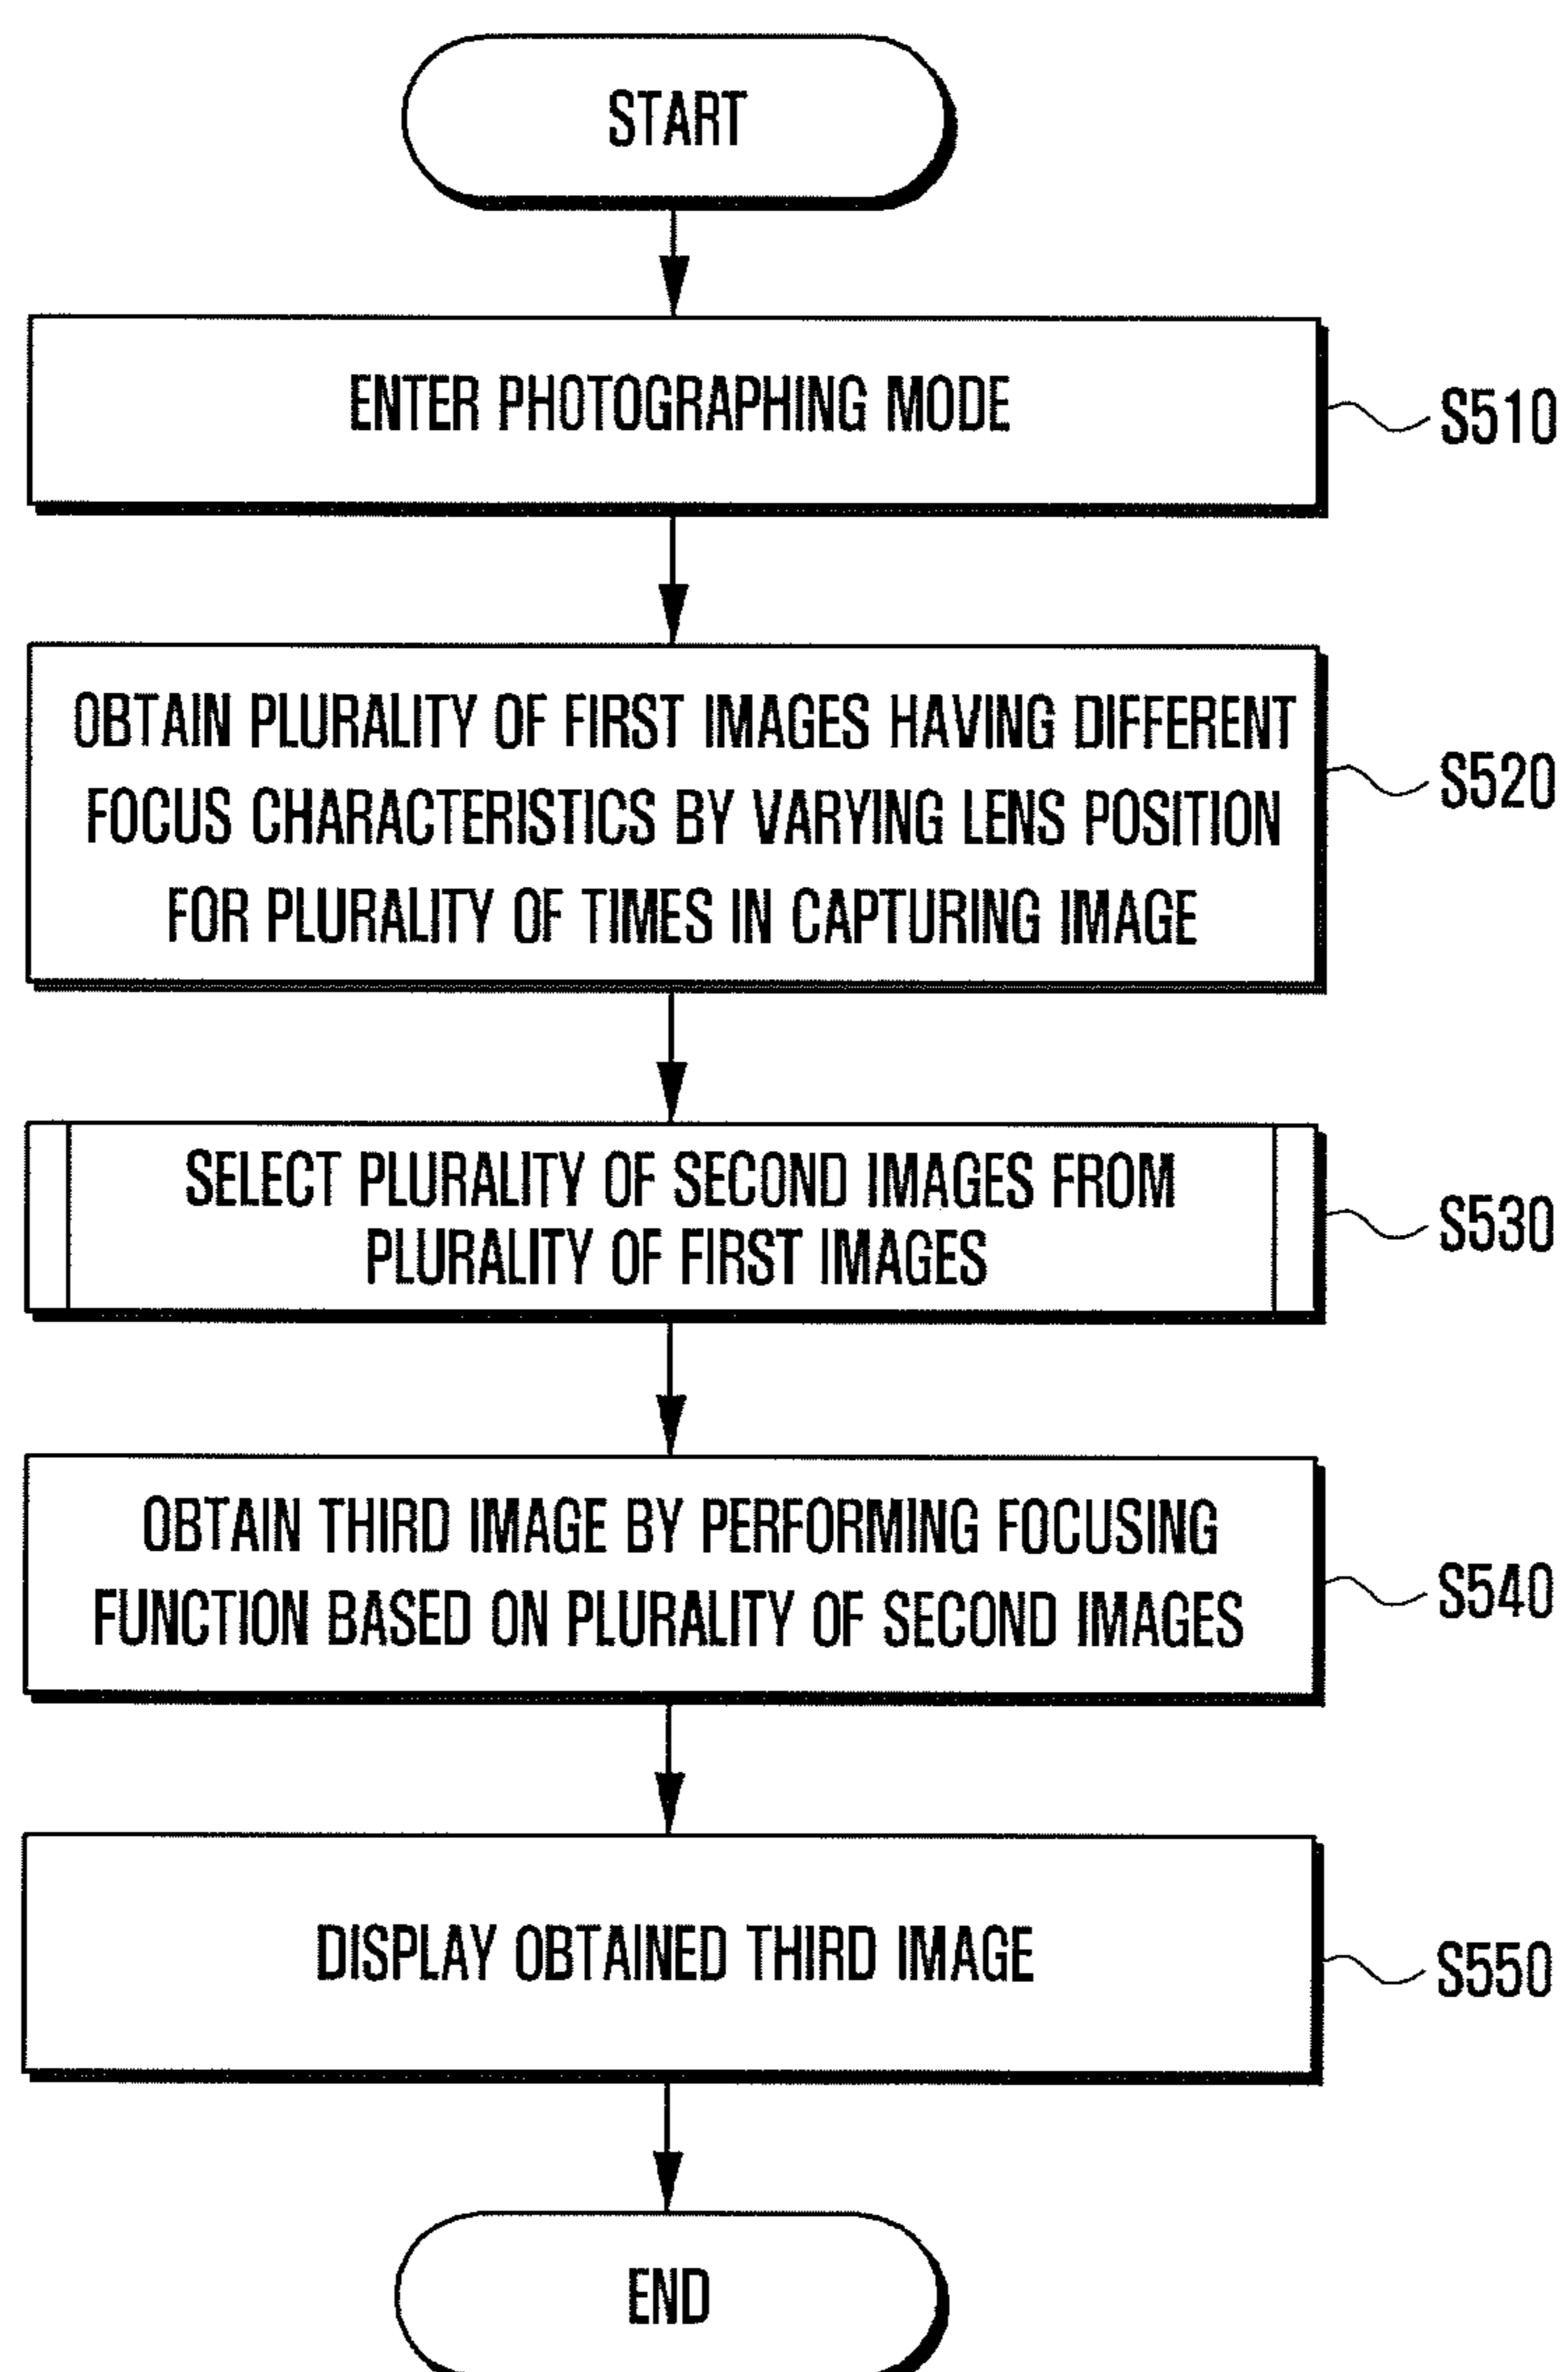 START
ENTER PHOTOGRAPHING MODE
S510
OBTAIN PLURALITY OF FIRST IMAGES HAVING DIFFERENT
FOCUS CHARACTERISTICS BY VARYING LENS POSITION
FOR PLURALITY OF TIMES IN CAPTURING IMAGE
S520
SELECT PLURALITY OF SECOND IMAGES FROM
PLURALITY OF FIRST IMAGES
S530
OBTAIN THIRD IMAGE BY PERFORMING FOCUSING
FUNCTION BASED ON PLURALITY OF SECOND IMAGES
S540
DISPLAY OBTAINED THIRD IMAGE
S550
END